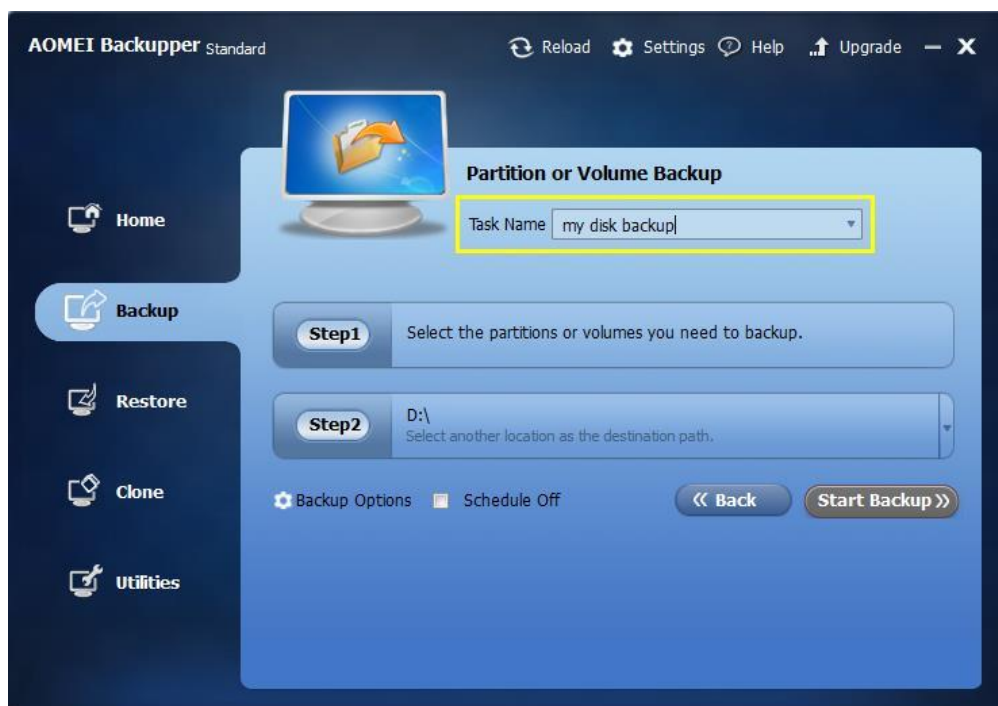 AOMEI Backupper Standard
Reload Settings Help Upgrade
Partition or Volume Backup
Task Name my disk backup
Home
Backup
Step1 Select the partitions or volumes you need to backup.
Restore
Step2 D:\
Select another location as the destination path.
Clone
Backup Options Schedule Off Back Start Backup
Utilities